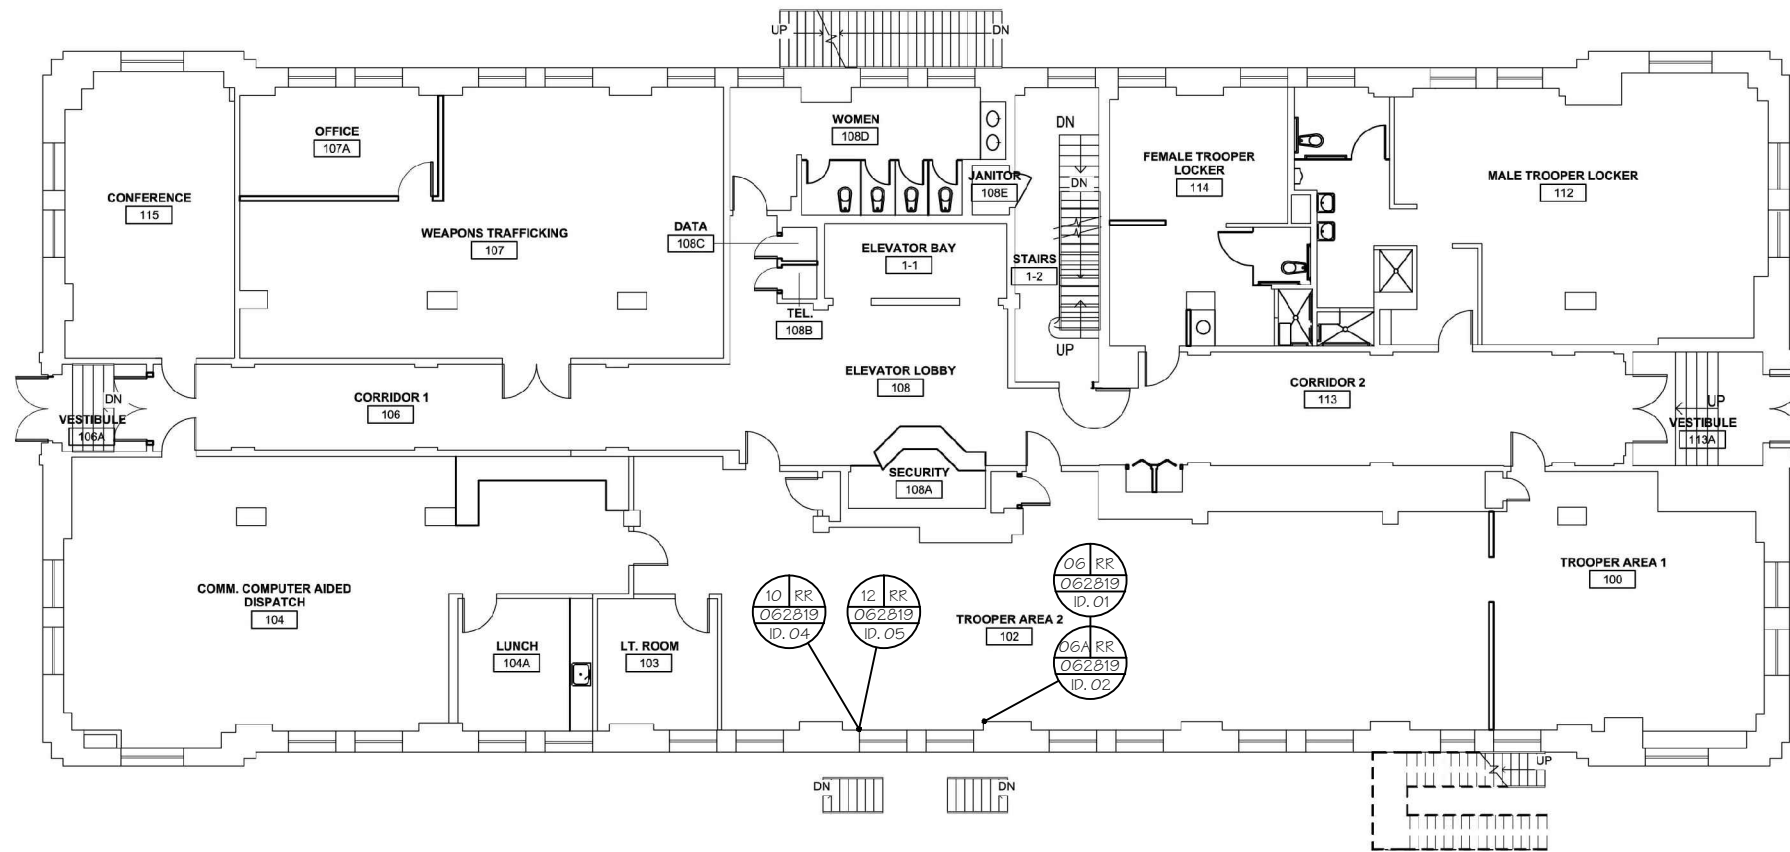 UP
DN
OFFICE
107A
CONFERENCE
115
WEAPONS TRAFFICKING
107
WOMEN
108D
JANITOR
108E
DATA
108C
ELEVATOR BAY
1-1
TEL.
108B
STAIRS
1-2
DN
DN
UP
FEMALE TROOPER
LOCKER
114
MALE TROOPER LOCKER
112
DN
VESTIBULE
106A
CORRIDOR 1
106
ELEVATOR LOBBY
108
CORRIDOR 2
113
UP
VESTIBULE
113A
SECURITY
108A
COMM. COMPUTER AIDED
DISPATCH
104
LUNCH
104A
LT. ROOM
103
10 RR
062819
ID.04
12 RR
062819
ID.05
TROOPER AREA 2
102
06 RR
062819
ID.01
06A RR
062819
ID.02
TROOPER AREA 1
100
DN
DN
UP